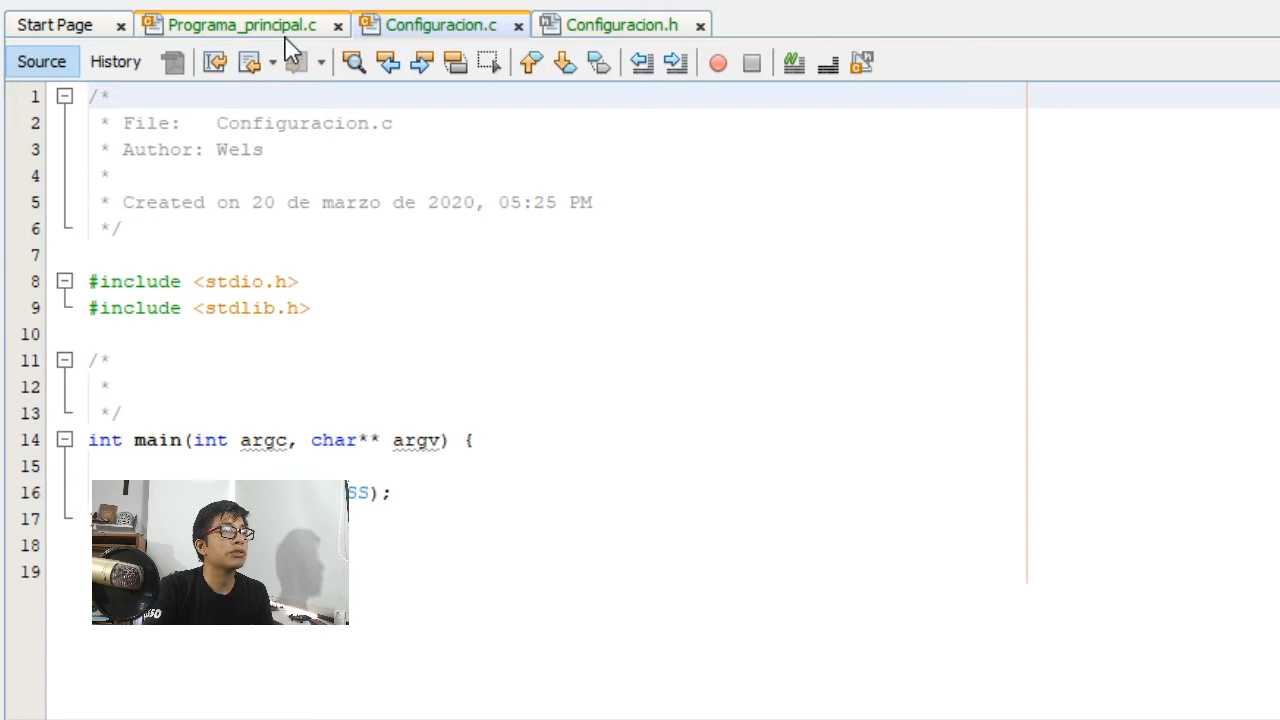 Start Page Programa_principal.c Configuracion.c Configuracion.h
Source History
1 /*
2 * File: Configuracion.c
3 * Author: Wels
4 *
5 * Created on 20 de marzo de 2020, 05:25 PM
6 */
7
8 #include <stdio.h>
9 #include <stdlib.h>
10
11 /*
12 *
13 */
14 int main(int argc, char** argv) {
15
16 SS);
17
18
19